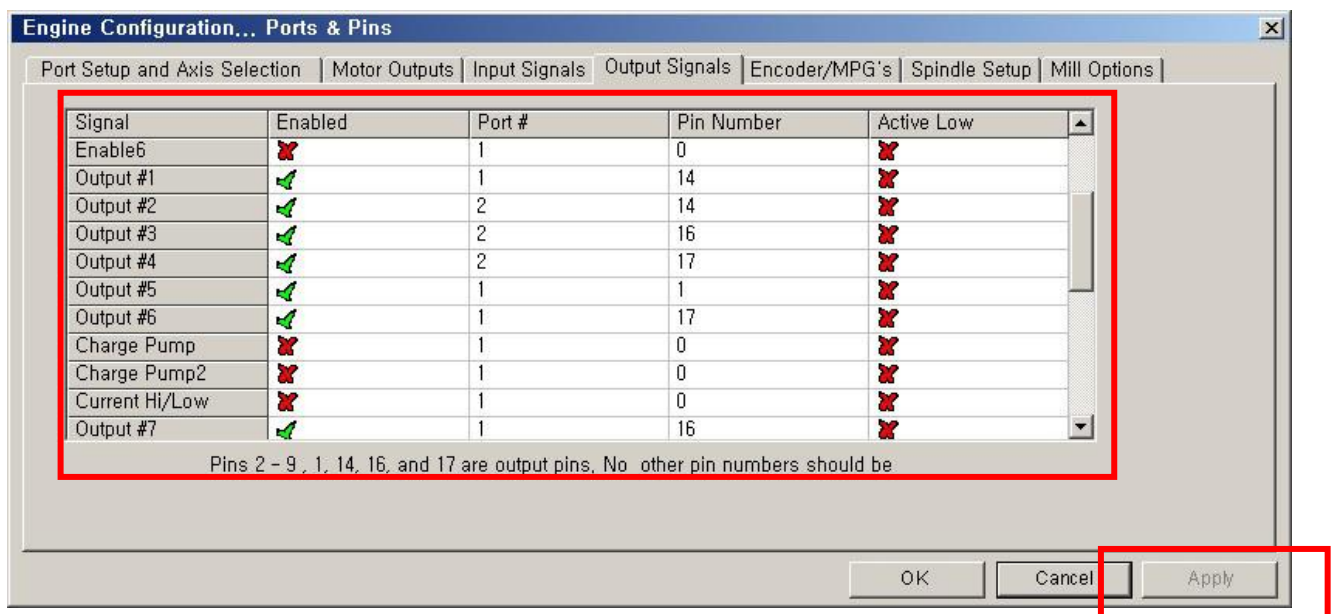 Engine Configuration... Ports & Pins
Port Setup and Axis Selection Motor Outputs Input Signals Output Signals Encoder/MPG's Spindle Setup Mill Options
Signal Enabled Port # Pin Number Active Low
Enable6 1 0
Output #1 1 14
Output #2 2 14
Output #3 2 16
Output #4 2 17
Output #5 1 1
Output #6 1 17
Charge Pump 1 0
Charge Pump2 1 0
Current Hi/Low 1 0
Output #7 1 16
Pins 2 - 9 , 1, 14, 16, and 17 are output pins, No other pin numbers should be
OK Cancel Apply